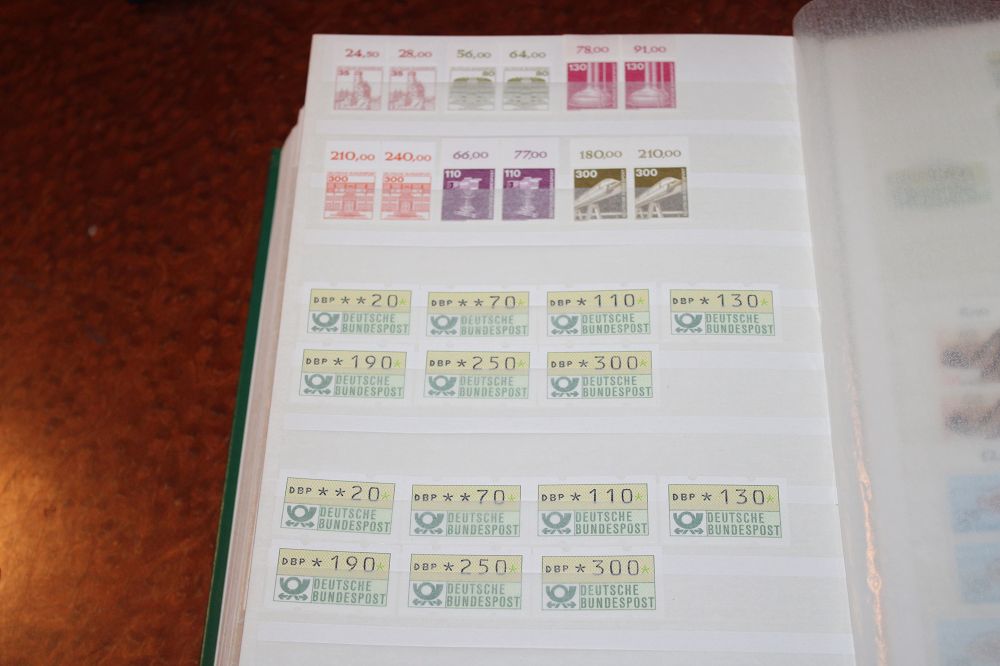 24,50 28,00 56,00 64,00 78,00 91,00
35 35 80 80 130 130
210,00 240,00 66,00 77,00 180,00 210,00
300 300 110 110 300 300
DBP **20* DBP **70* DBP *110* DBP *130*
DEUTSCHE DEUTSCHE DEUTSCHE DEUTSCHE
BUNDESPOST BUNDESPOST BUNDESPOST BUNDESPOST
DBP *190* DBP *250* DBP *300*
DEUTSCHE DEUTSCHE DEUTSCHE
BUNDESPOST BUNDESPOST BUNDESPOST
DBP **20* DBP **70* DBP *110* DBP *130*
DEUTSCHE DEUTSCHE DEUTSCHE DEUTSCHE
BUNDESPOST BUNDESPOST BUNDESPOST BUNDESPOST
DBP *190* DBP *250* DBP *300*
DEUTSCHE DEUTSCHE DEUTSCHE
BUNDESPOST BUNDESPOST BUNDESPOST